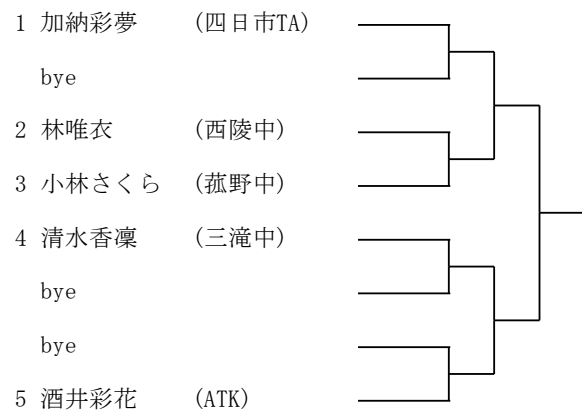 1 加納彩夢 (四日市TA)
bye
2 林唯衣 (西陵中)
3 小林さくら (菰野中)
4 清水香凜 (三滝中)
bye
bye
5 酒井彩花 (ATK)